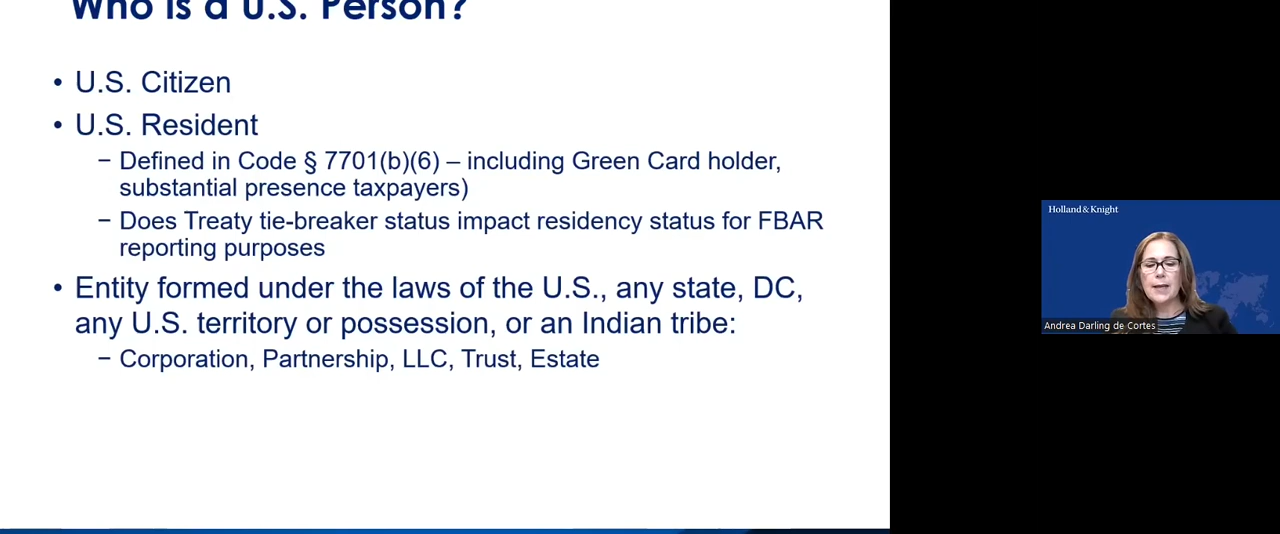 Who is a U.S. Person?
• U.S. Citizen
• U.S. Resident
− Defined in Code § 7701(b)(6) – including Green Card holder,
substantial presence taxpayers)
− Does Treaty tie-breaker status impact residency status for FBAR
reporting purposes
• Entity formed under the laws of the U.S., any state, DC,
any U.S. territory or possession, or an Indian tribe:
− Corporation, Partnership, LLC, Trust, Estate
Holland & Knight
Andrea Darling de Cortes